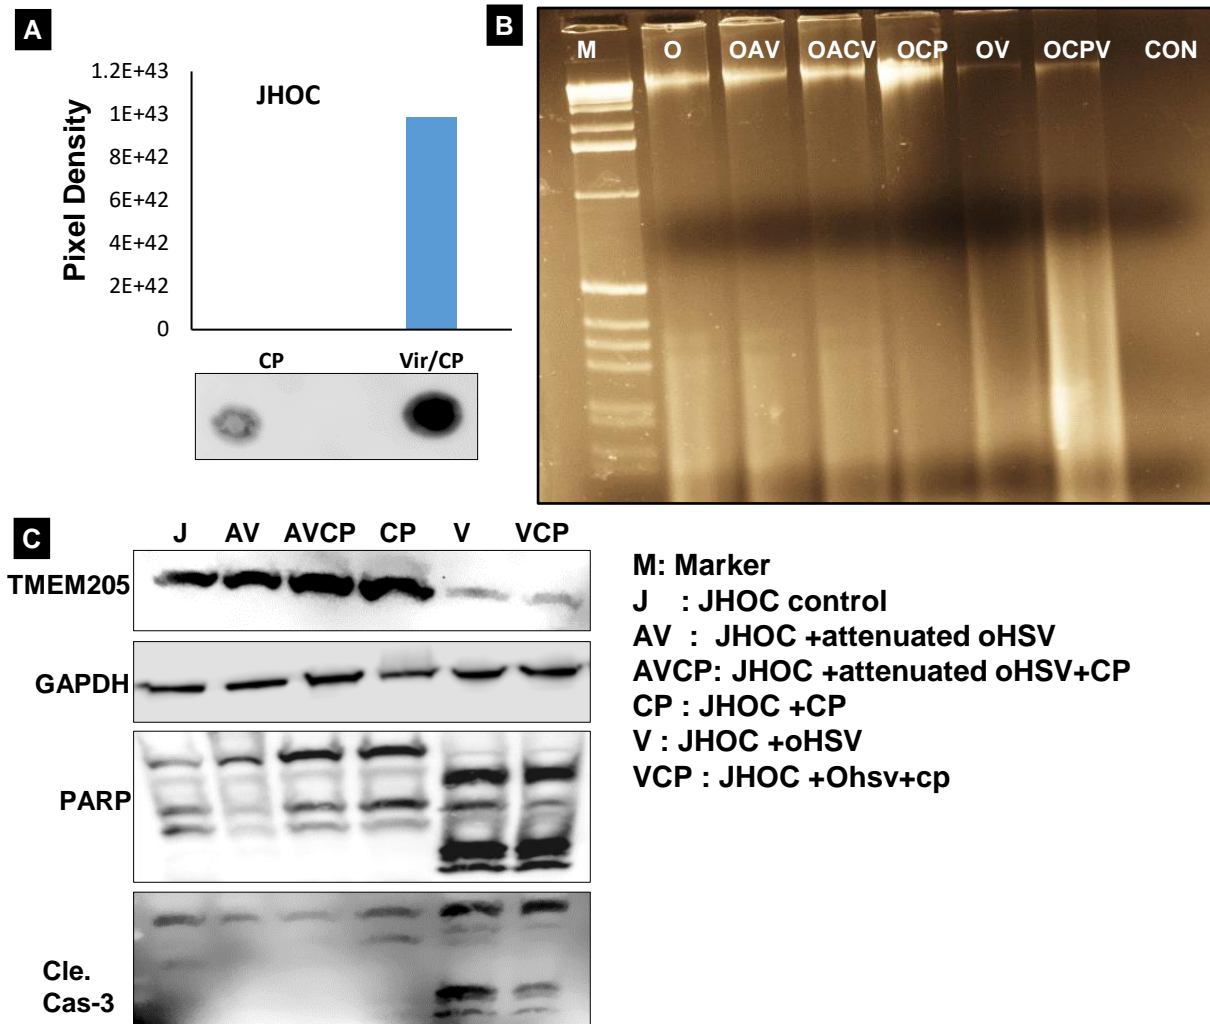 A
JHOC
Pixel Density
1.2E+43
1E+43
8E+42
6E+42
4E+42
2E+42
0
CP Vir/CP
B
M O OAV OACV OCP OV OCPV CON
C
J AV AVCP CP V VCP
TMEM205
GAPDH
PARP
Cle.
Cas-3
M: Marker
J : JHOC control
AV : JHOC +attenuated oHSV
AVCP: JHOC +attenuated oHSV+CP
CP : JHOC +CP
V : JHOC +oHSV
VCP : JHOC +Ohsv+cp